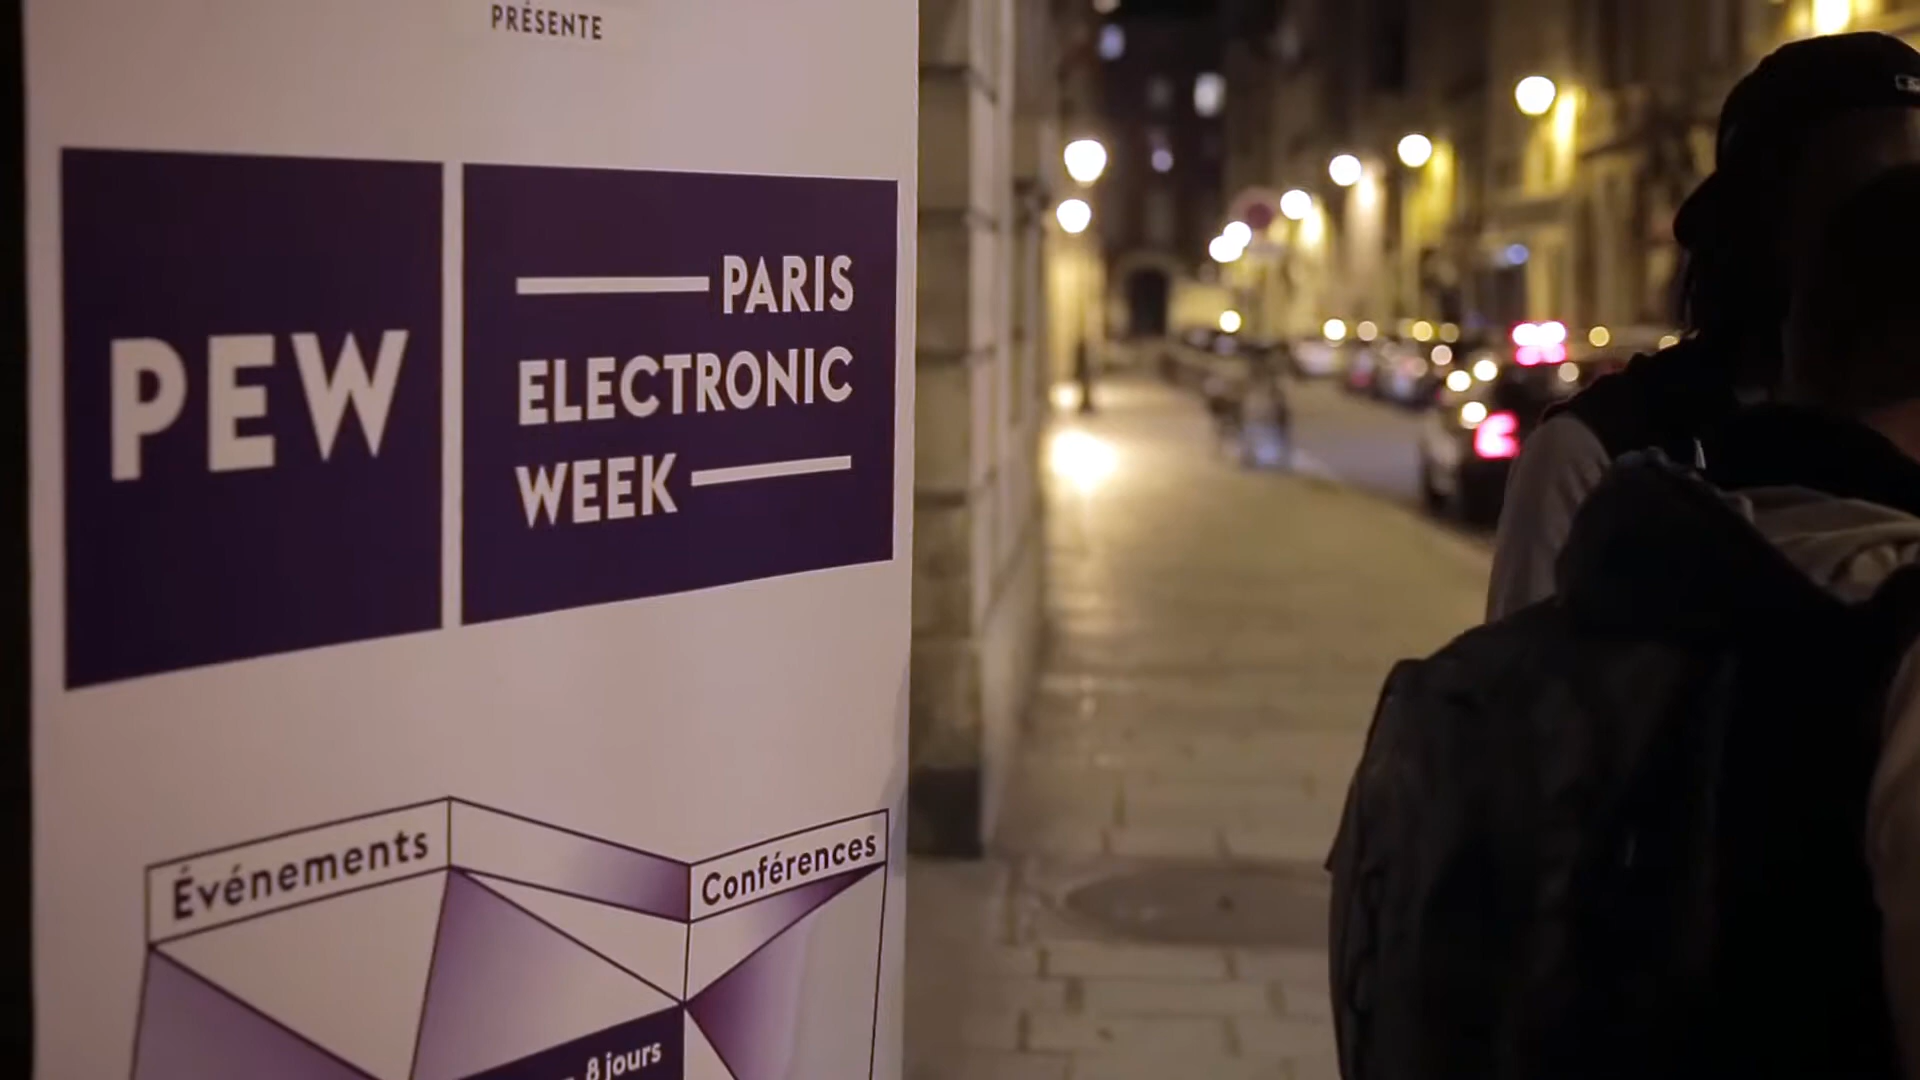 PRÉSENTE
PEW
PARIS
ELECTRONIC
WEEK
Événements
Conférences
8 jours